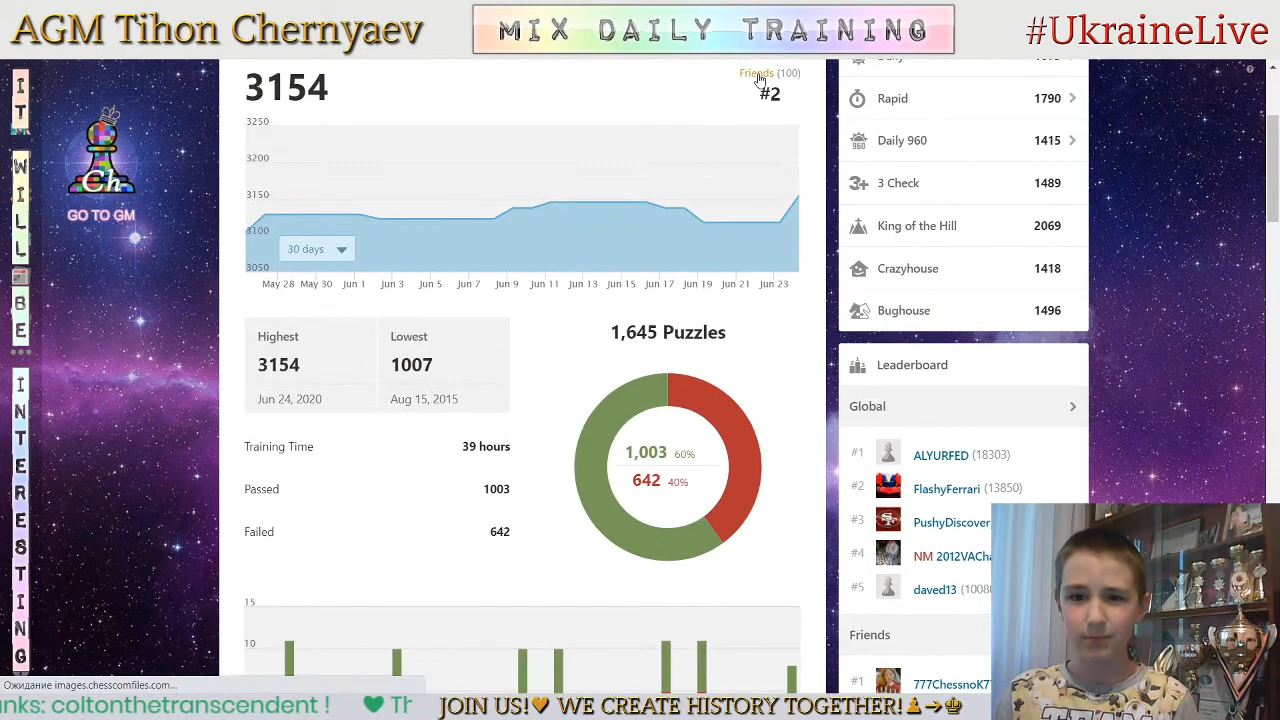 AGM Tihon Chernyaev
MIX DAILY TRAINING
#UkraineLive
IT WILL BE ... INTERESTING
Ch
GO TO GM
3154
Friends (100)
#2
3250
3200
3150
3100
3050
30 days
May 28 May 30 Jun 1 Jun 3 Jun 5 Jun 7 Jun 9 Jun 11 Jun 13 Jun 15 Jun 17 Jun 19 Jun 21 Jun 23
Highest
3154
Jun 24, 2020
Lowest
1007
Aug 15, 2015
1,645 Puzzles
1,003 60%
642 40%
Training Time 39 hours
Passed 1003
Failed 642
15
10
Rapid 1790
Daily 960 1415
3 Check 1489
King of the Hill 2069
Crazyhouse 1418
Bughouse 1496
Leaderboard
Global
#1 ALYURFED (18303)
#2 FlashyFerrari (13850)
#3 PushyDiscover
#4 NM 2012VACha
#5 daved13 (1008
Friends
#1 777ChessnoK7
Ожидание images.chesscomfiles.com...
nks: coltonthetranscendent ! 💚 Th
JOIN US!🧡 WE CREATE HISTORY TOGETHER!♟→♚